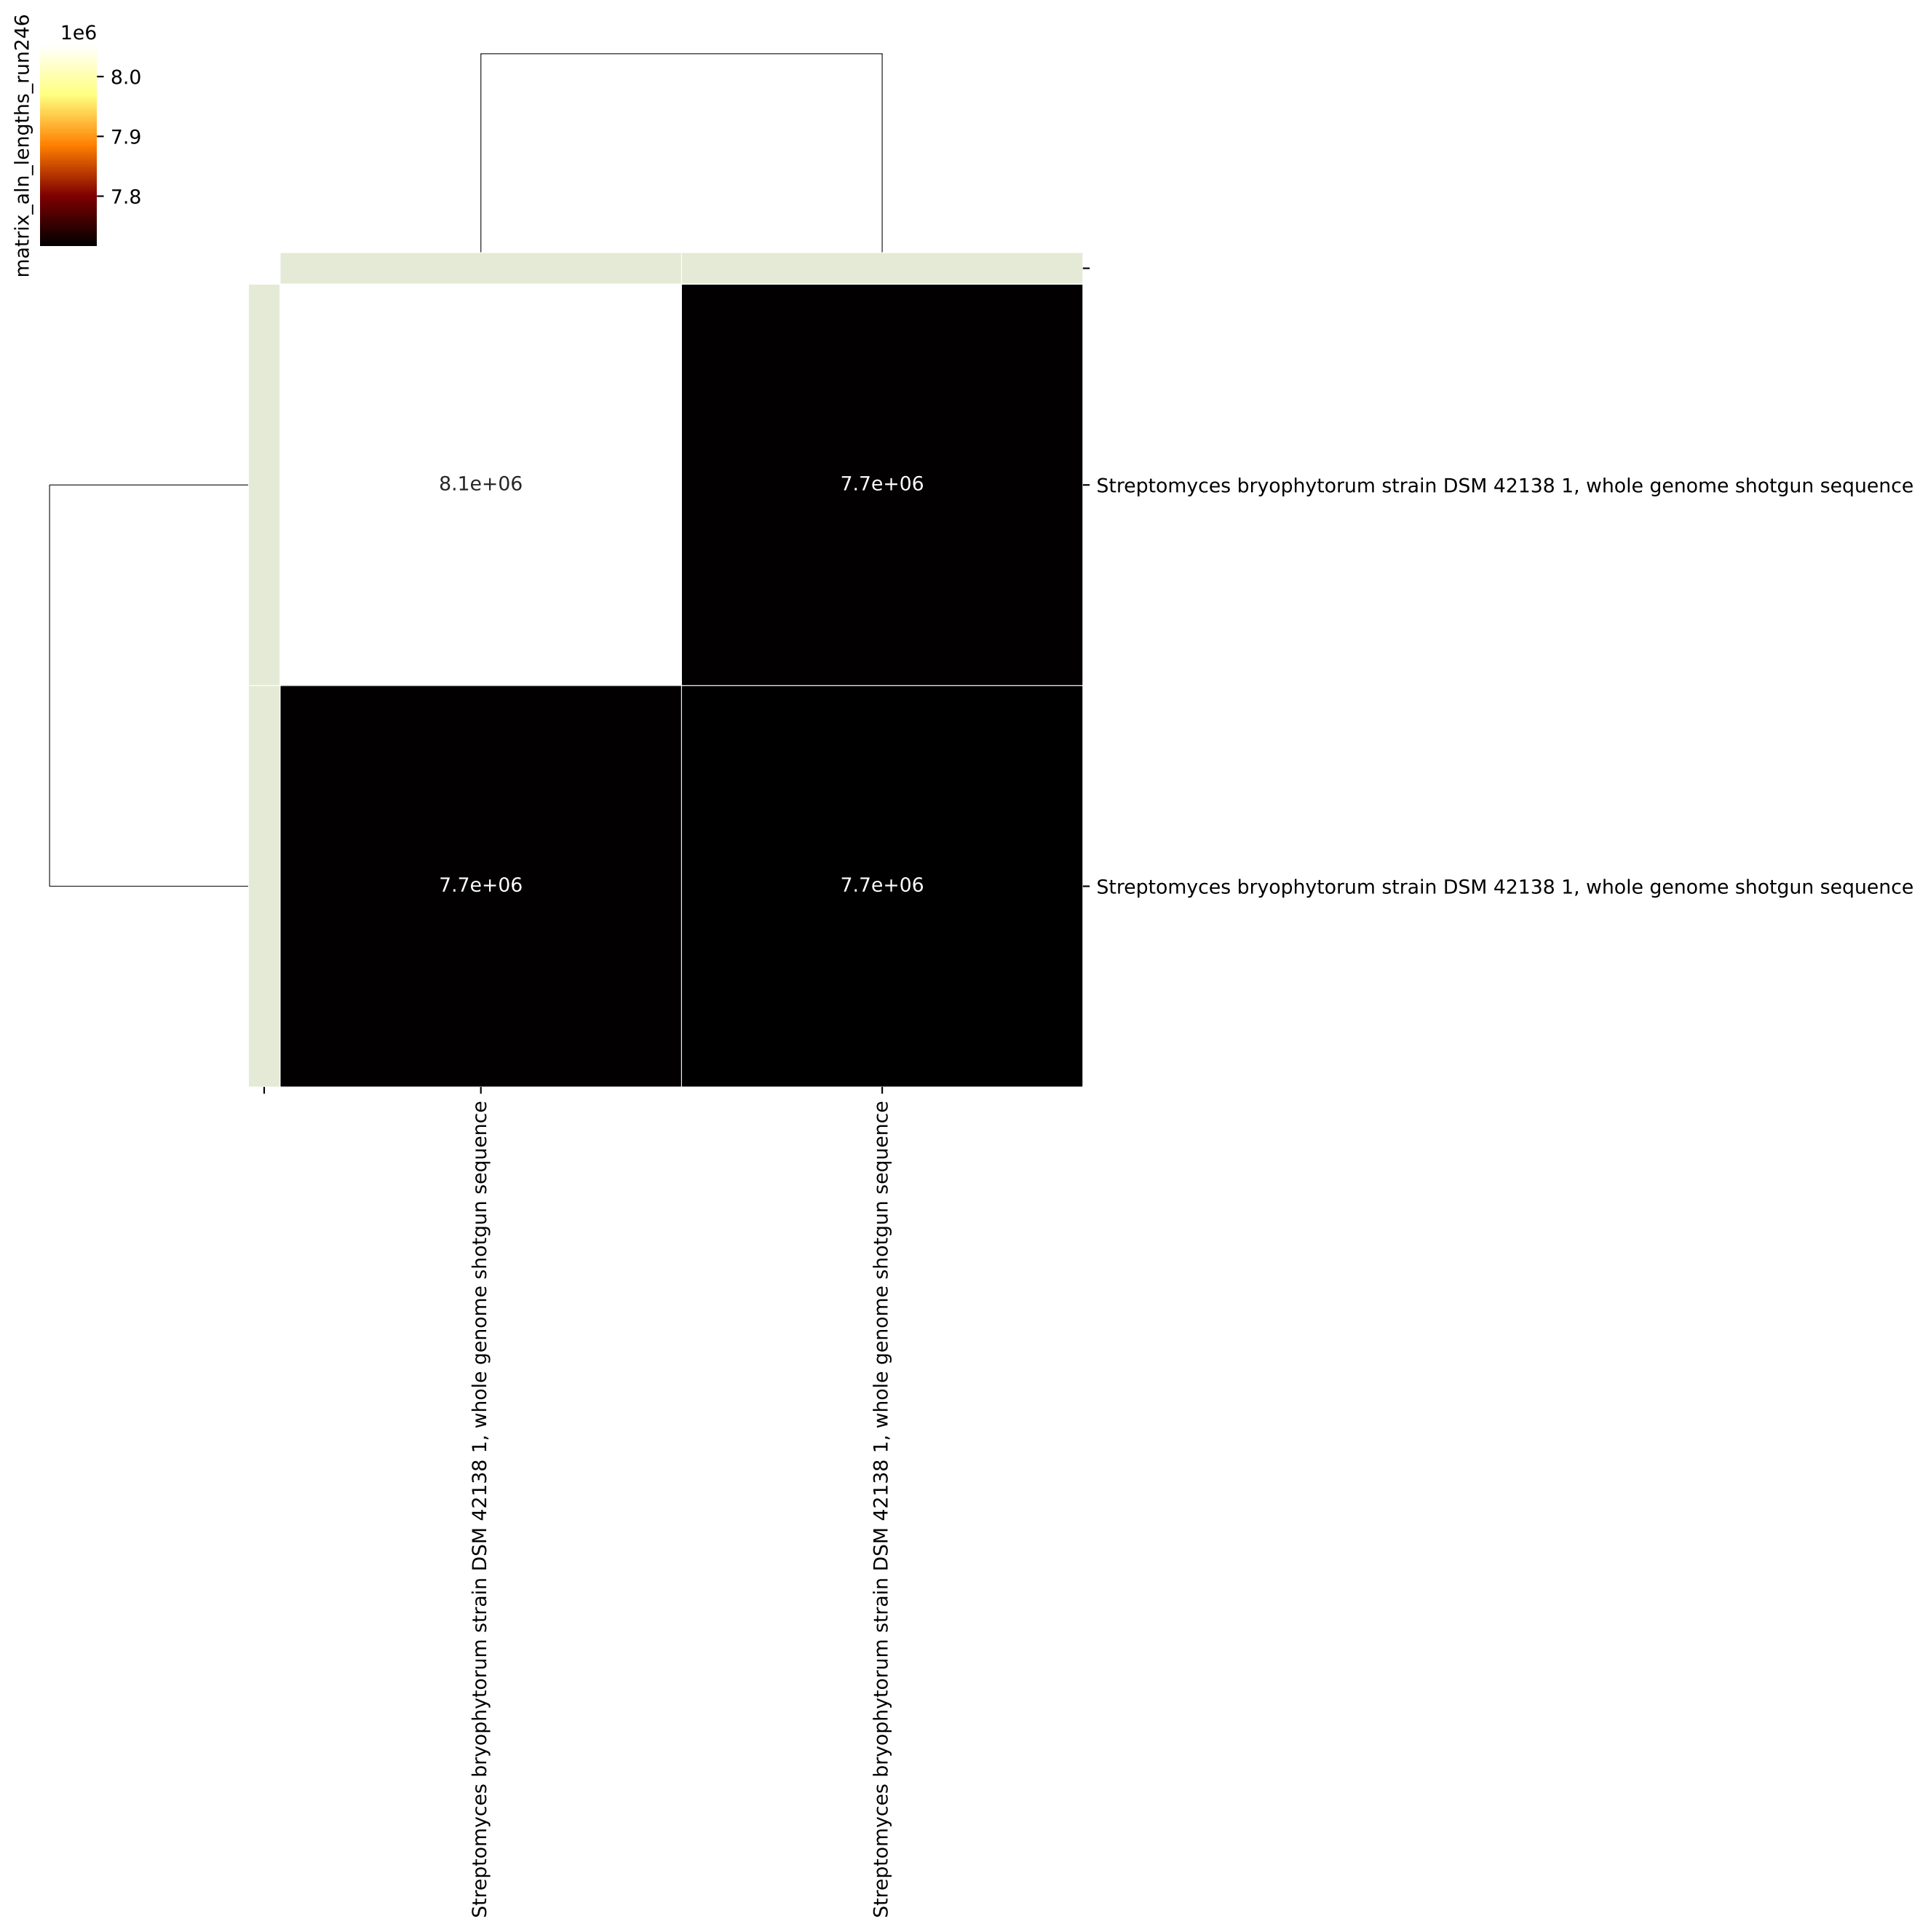 matrix_aln_lengths_run246
1e6
8.0
7.9
7.8
8.1e+06
7.7e+06
Streptomyces bryophytorum strain DSM 42138 1, whole genome shotgun sequence
7.7e+06
7.7e+06
Streptomyces bryophytorum strain DSM 42138 1, whole genome shotgun sequence
Streptomyces bryophytorum strain DSM 42138 1, whole genome shotgun sequence
Streptomyces bryophytorum strain DSM 42138 1, whole genome shotgun sequence